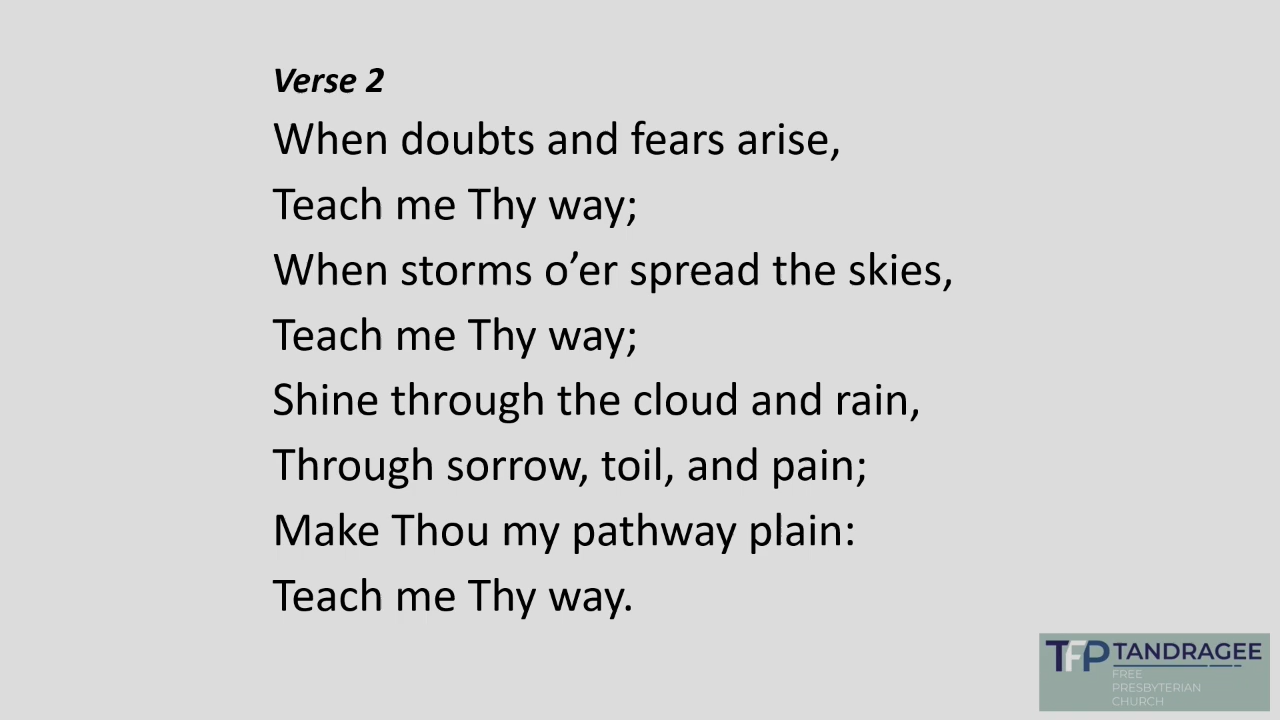 Verse 2
When doubts and fears arise,
Teach me Thy way;
When storms o’er spread the skies,
Teach me Thy way;
Shine through the cloud and rain,
Through sorrow, toil, and pain;
Make Thou my pathway plain:
Teach me Thy way.
TFP TANDRAGEE
FREE
PRESBYTERIAN
CHURCH